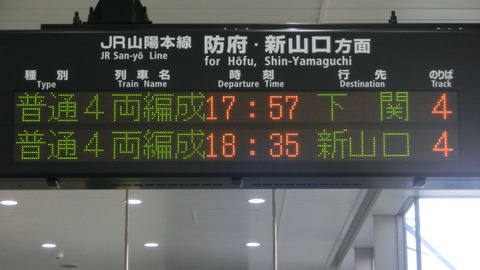 JR山陽本線 防府・新山口方面
JR San-yō Line for Hōfu, Shin-Yamaguchi
種別 列車名 時刻 行先 のりば
Type Train Name Departure Time Destination Track
普通 4両編成 17:57 下関 4
普通 4両編成 18:35 新山口 4